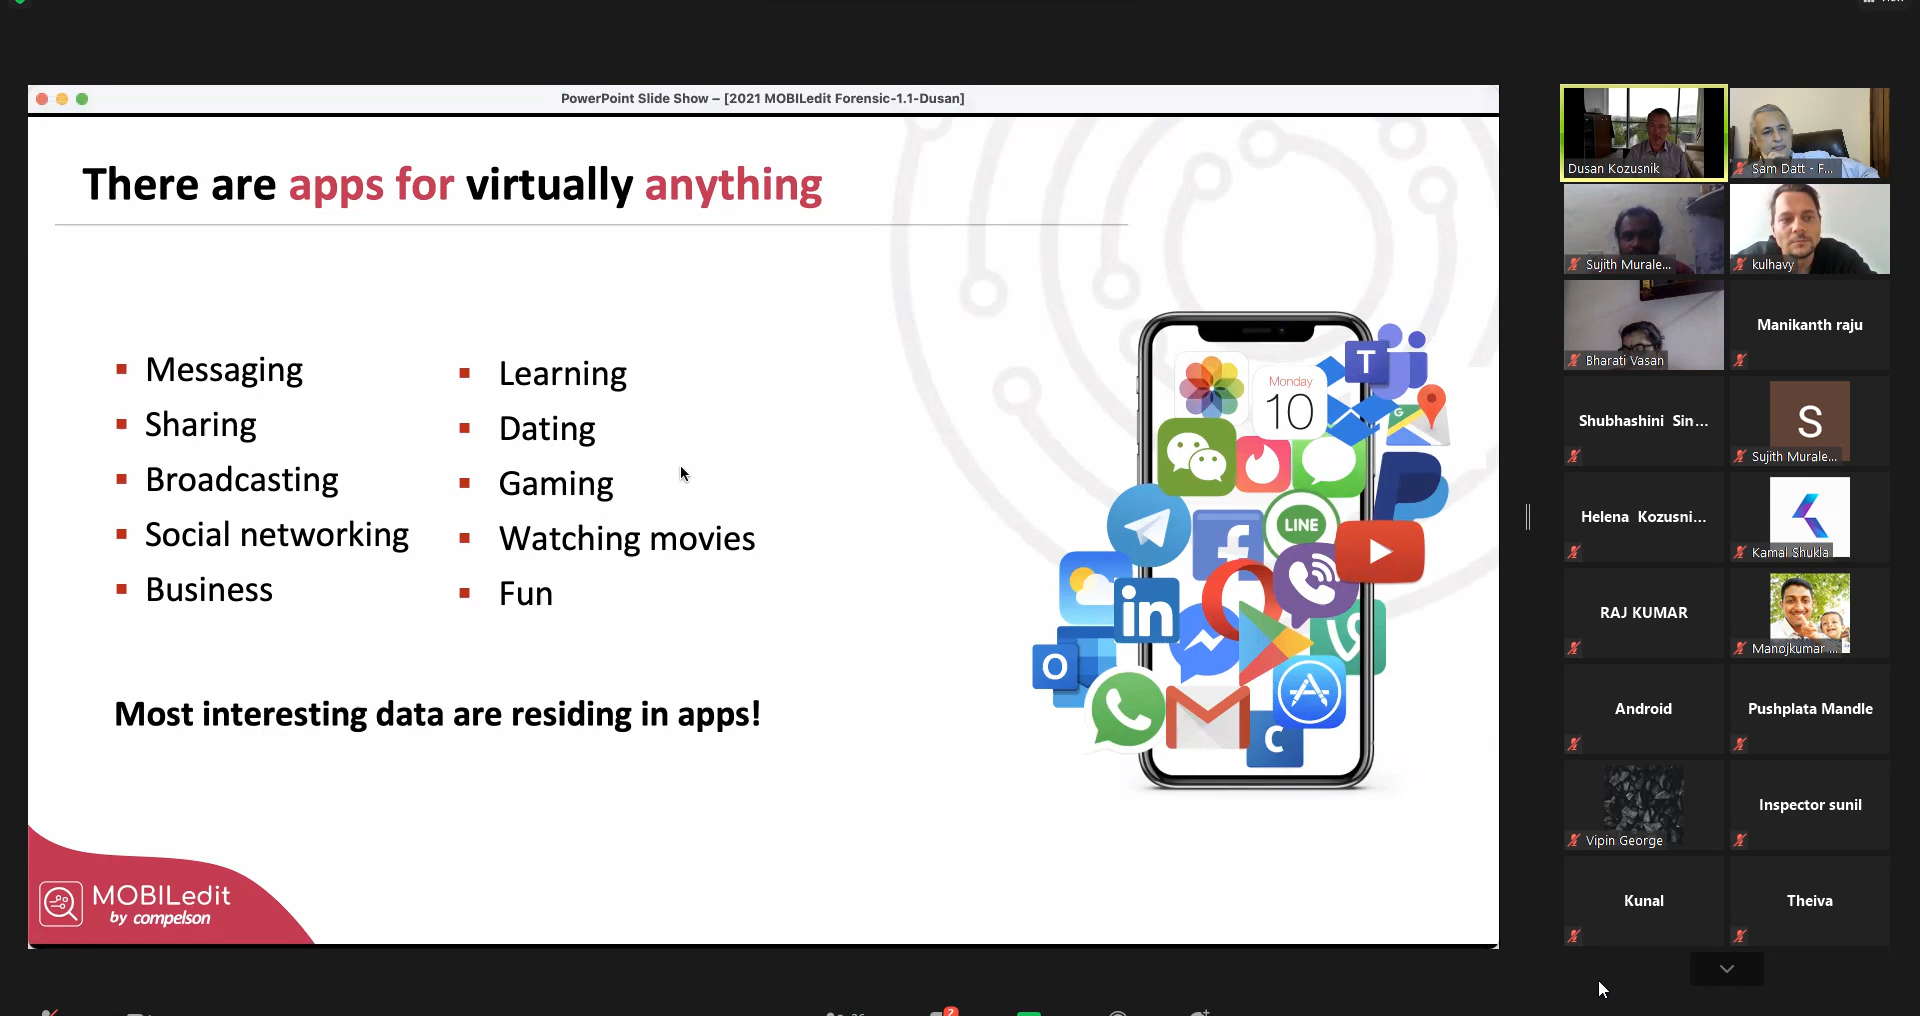 PowerPoint Slide Show – [2021 MOBILedit Forensic-1.1-Dusan]
There are apps for virtually anything
Messaging
Sharing
Broadcasting
Social networking
Business
Learning
Dating
Gaming
Watching movies
Fun
Most interesting data are residing in apps!
MOBILedit
by compelson
Monday
10
T
G
LINE
in
O
C
Dusan Kozusnik
Sam Datt - F...
Sujith Murale...
kulhavy
Bharati Vasan
Manikanth raju
Shubhashini Sin...
S
Sujith Murale...
Helena Kozusni...
Kamal Shukla
RAJ KUMAR
Manojkumar ...
Android
Pushplata Mandle
Vipin George
Inspector sunil
Kunal
Theiva
2